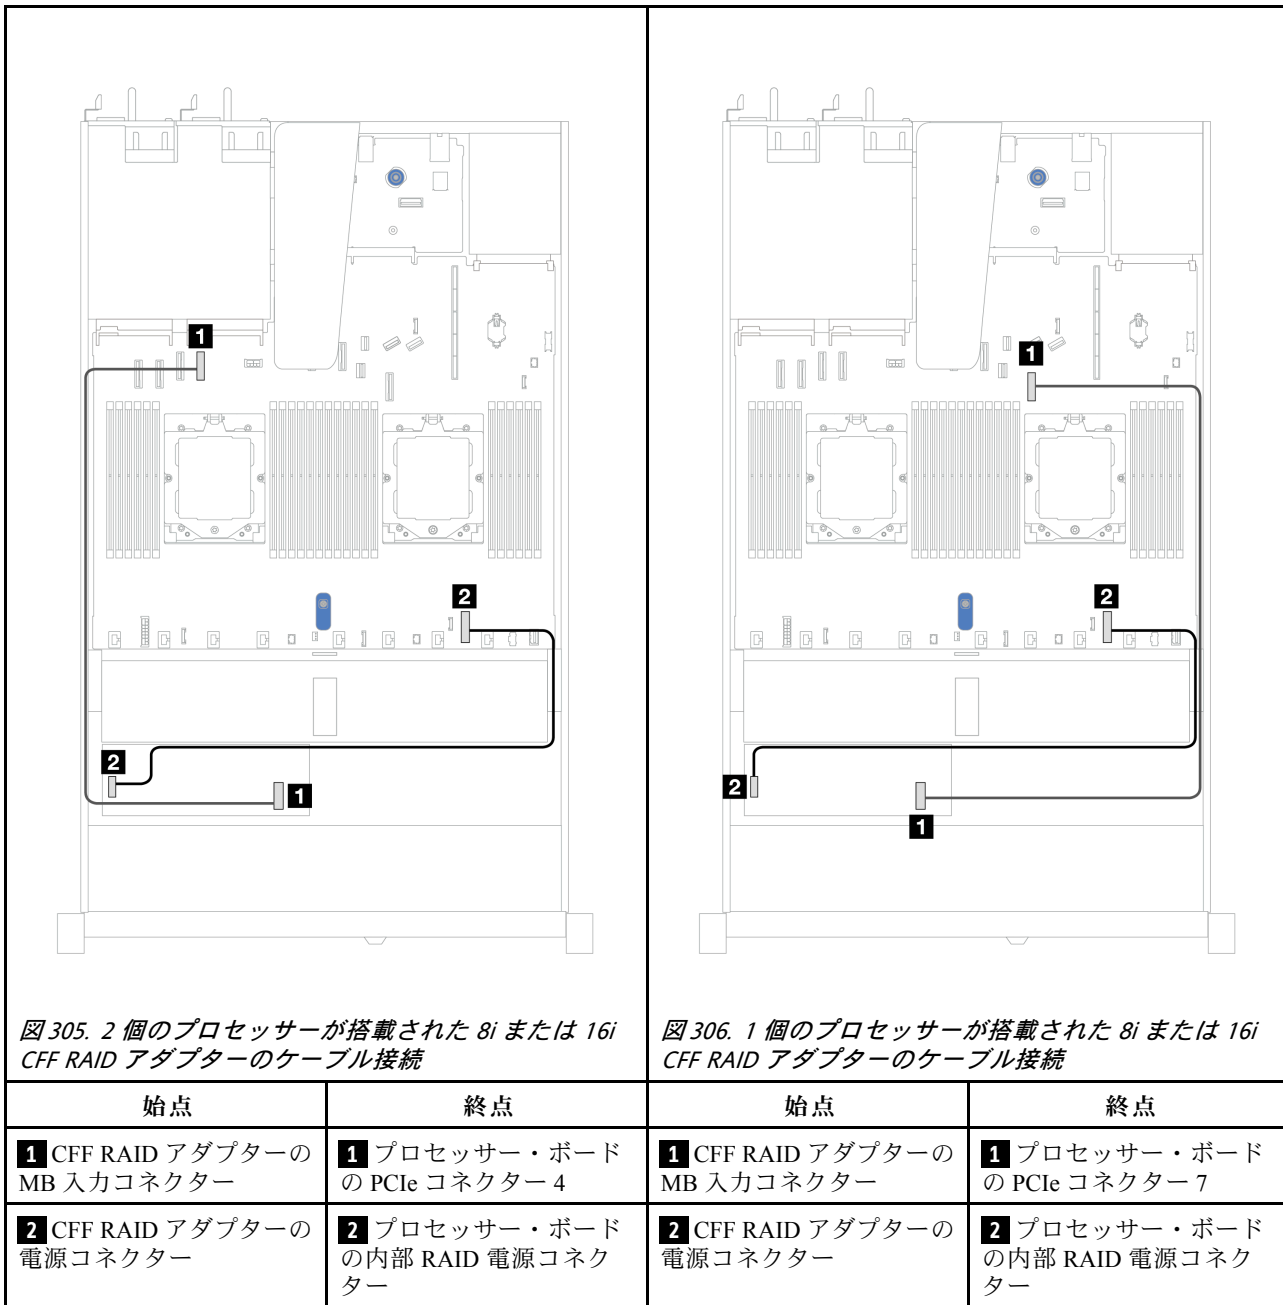 1
1
2
2
1
図 305. 2 個のプロセッサーが搭載された 8i または 16i
CFF RAID アダプターのケーブル接続
1
2
2
1
図 306. 1 個のプロセッサーが搭載された 8i または 16i
CFF RAID アダプターのケーブル接続
始点
終点
始点
終点
1 CFF RAID アダプターの
MB 入力コネクター
1 プロセッサー・ボード
の PCIe コネクター 4
1 CFF RAID アダプターの
MB 入力コネクター
1 プロセッサー・ボード
の PCIe コネクター 7
2 CFF RAID アダプターの
電源コネクター
2 プロセッサー・ボード
の内部 RAID 電源コネク
ター
2 CFF RAID アダプターの
電源コネクター
2 プロセッサー・ボード
の内部 RAID 電源コネク
ター